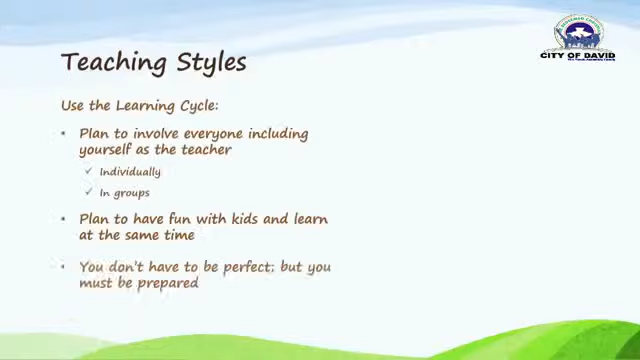 CITY OF DAVID
Teaching Styles
Use the Learning Cycle:
• Plan to involve everyone including
yourself as the teacher
✓ Individually
✓ In groups
• Plan to have fun with kids and learn
at the same time
• You don't have to be perfect; but you
must be prepared